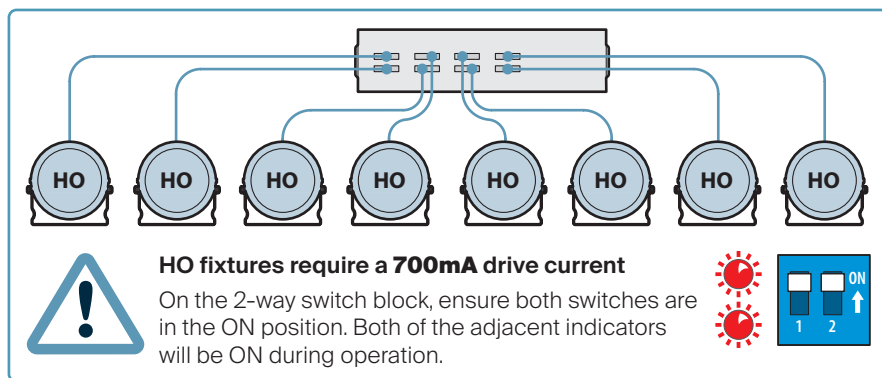 HO HO HO HO HO HO HO HO
HO fixtures require a 700mA drive current
On the 2-way switch block, ensure both switches are
in the ON position. Both of the adjacent indicators
will be ON during operation.
!
ON
1 2